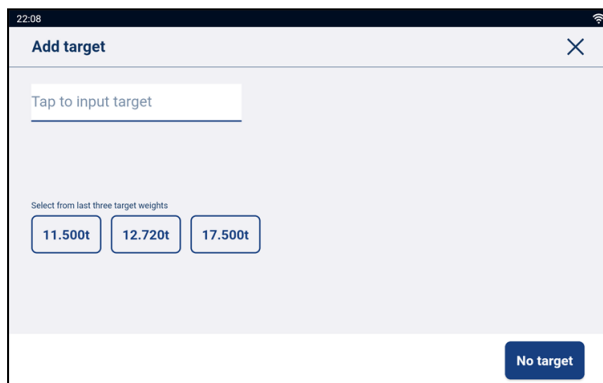 22:08
Add target
Tap to input target
Select from last three target weights
11.500t 12.720t 17.500t
No target